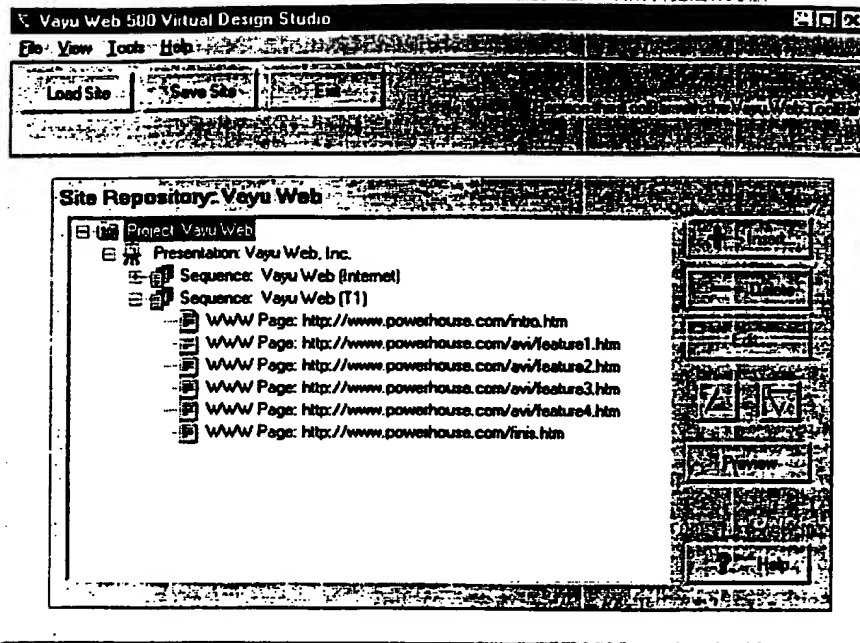 Vayu Web 500 Virtual Design Studio
File View Tools Help
Load Site Save Site Exit
Site Repository: Vayu Web
Project: Vayu Web
Presentation: Vayu Web, Inc.
Sequence: Vayu Web (Internet)
Sequence: Vayu Web (T1)
WWW Page: http://www.powerhouse.com/intro.htm
WWW Page: http://www.powerhouse.com/avi/feature1.htm
WWW Page: http://www.powerhouse.com/avi/feature2.htm
WWW Page: http://www.powerhouse.com/avi/feature3.htm
WWW Page: http://www.powerhouse.com/avi/feature4.htm
WWW Page: http://www.powerhouse.com/finis.htm
Insert
Delete
Edit
Preview
? Help